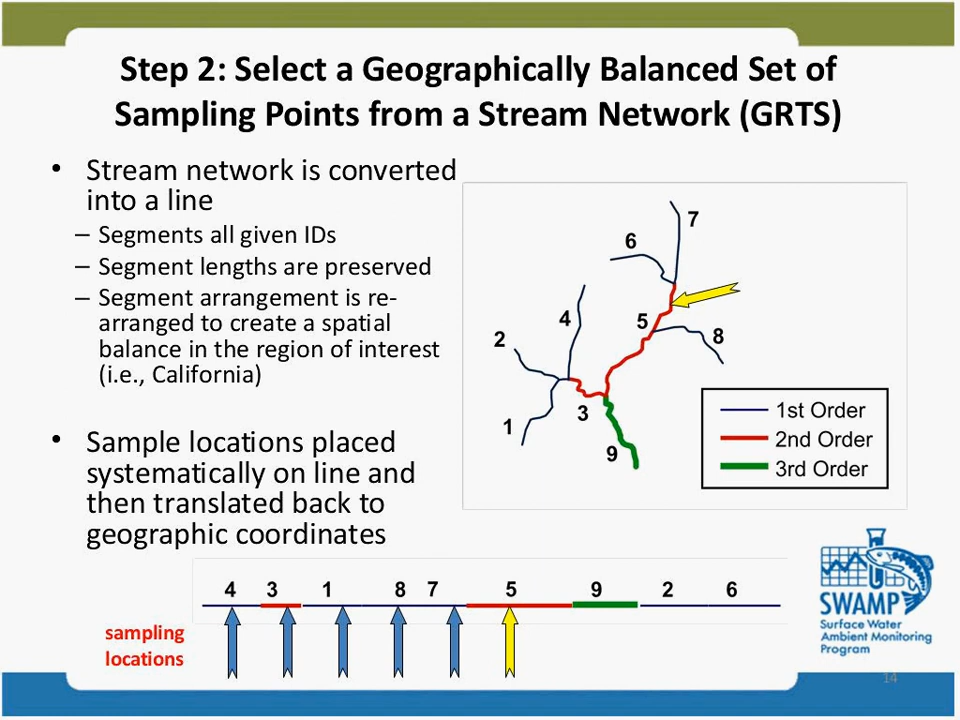 Step 2: Select a Geographically Balanced Set of
Sampling Points from a Stream Network (GRTS)
• Stream network is converted
into a line
– Segments all given IDs
– Segment lengths are preserved
– Segment arrangement is re-
arranged to create a spatial
balance in the region of interest
(i.e., California)
• Sample locations placed
systematically on line and
then translated back to
geographic coordinates
7
6
4
5
8
2
3
1
9
1st Order
2nd Order
3rd Order
4 3 1 8 7 5 9 2 6
sampling
locations
SWAMP
Surface Water
Ambient Monitoring
Program
14